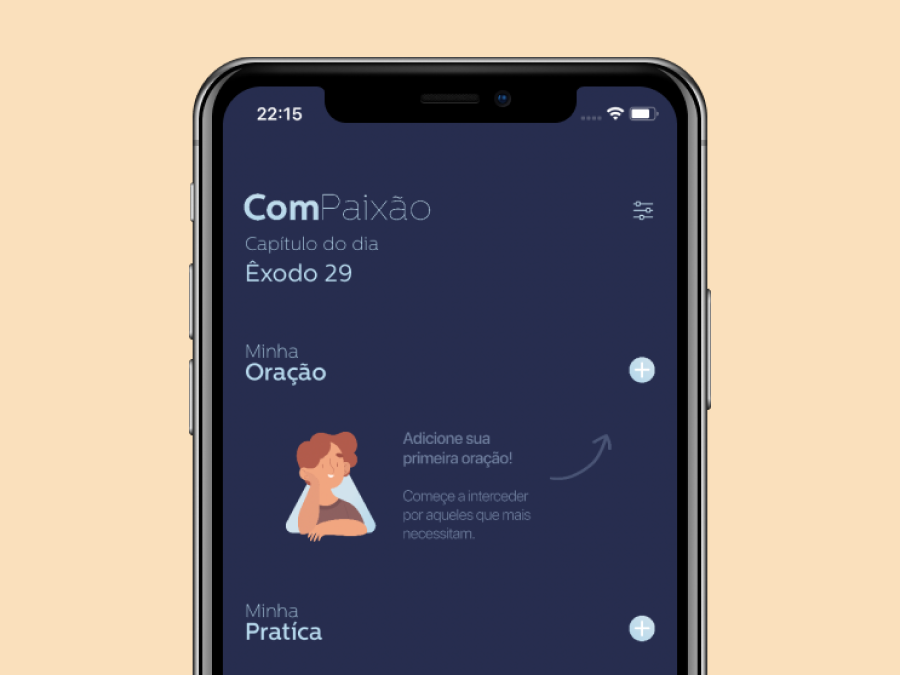 22:15
ComPaixão
Capítulo do dia
Êxodo 29
Minha
Oração
Adicione sua
primeira oração!
Começe a interceder
por aqueles que mais
necessitam.
Minha
Pratíca